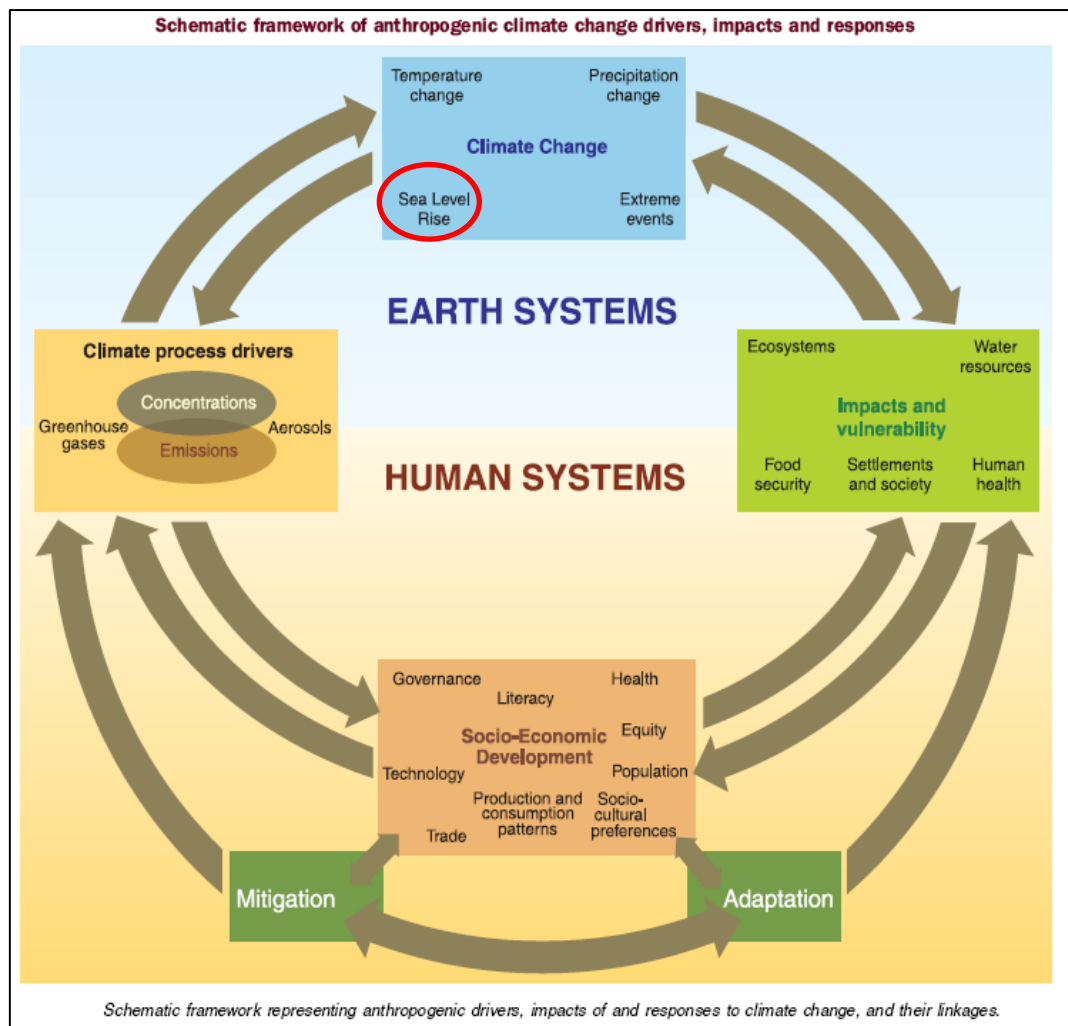 Schematic framework of anthropogenic climate change drivers, impacts and responses
Temperature
change
Precipitation
change
Climate Change
Sea Level
Rise
Extreme
events
EARTH SYSTEMS
Climate process drivers
Concentrations
Greenhouse
gases
Aerosols
Emissions
Ecosystems
Water
resources
Impacts and
vulnerability
Food
security
Settlements
and society
Human
health
HUMAN SYSTEMS
Governance
Literacy
Health
Socio-Economic
Development
Equity
Technology
Population
Production and
consumption
patterns
Socio-
cultural
preferences
Trade
Mitigation
Adaptation
Schematic framework representing anthropogenic drivers, impacts of and responses to climate change, and their linkages.